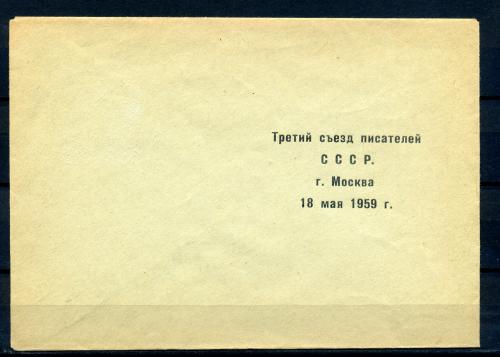 Третий съезд писателей
С С С Р.
г. Москва
18 мая 1959 г.